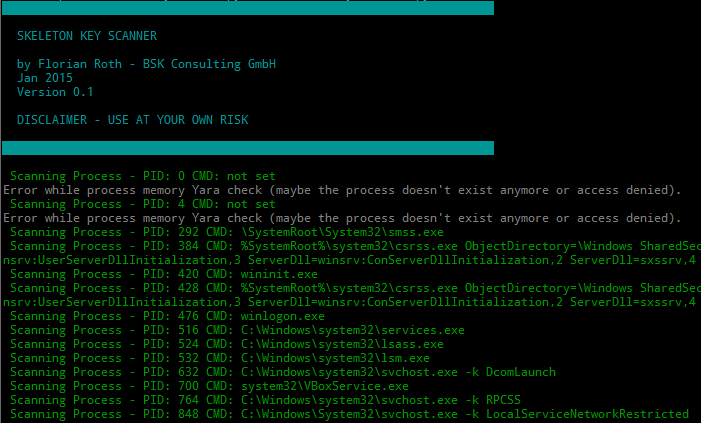 SKELETON KEY SCANNER
by Florian Roth - BSK Consulting GmbH
Jan 2015
Version 0.1
DISCLAIMER - USE AT YOUR OWN RISK
Scanning Process - PID: 0 CMD: not set
Error while process memory Yara check (maybe the process doesn't exist anymore or access denied).
Scanning Process - PID: 4 CMD: not set
Error while process memory Yara check (maybe the process doesn't exist anymore or access denied).
Scanning Process - PID: 292 CMD: \SystemRoot\System32\smss.exe
Scanning Process - PID: 384 CMD: %SystemRoot%\system32\csrss.exe ObjectDirectory=\Windows SharedSec
nsrv:UserServerDllInitialization,3 ServerDll=winsrv:ConServerDllInitialization,2 ServerDll=sxssrv,4
Scanning Process - PID: 420 CMD: wininit.exe
Scanning Process - PID: 428 CMD: %SystemRoot%\system32\csrss.exe ObjectDirectory=\Windows SharedSec
nsrv:UserServerDllInitialization,3 ServerDll=winsrv:ConServerDllInitialization,2 ServerDll=sxssrv,4
Scanning Process - PID: 476 CMD: winlogon.exe
Scanning Process - PID: 516 CMD: C:\Windows\system32\services.exe
Scanning Process - PID: 524 CMD: C:\Windows\system32\lsass.exe
Scanning Process - PID: 532 CMD: C:\Windows\system32\lsm.exe
Scanning Process - PID: 632 CMD: C:\Windows\system32\svchost.exe -k DcomLaunch
Scanning Process - PID: 700 CMD: system32\VBoxService.exe
Scanning Process - PID: 764 CMD: C:\Windows\system32\svchost.exe -k RPCSS
Scanning Process - PID: 848 CMD: C:\Windows\system32\svchost.exe -k LocalServiceNetworkRestricted